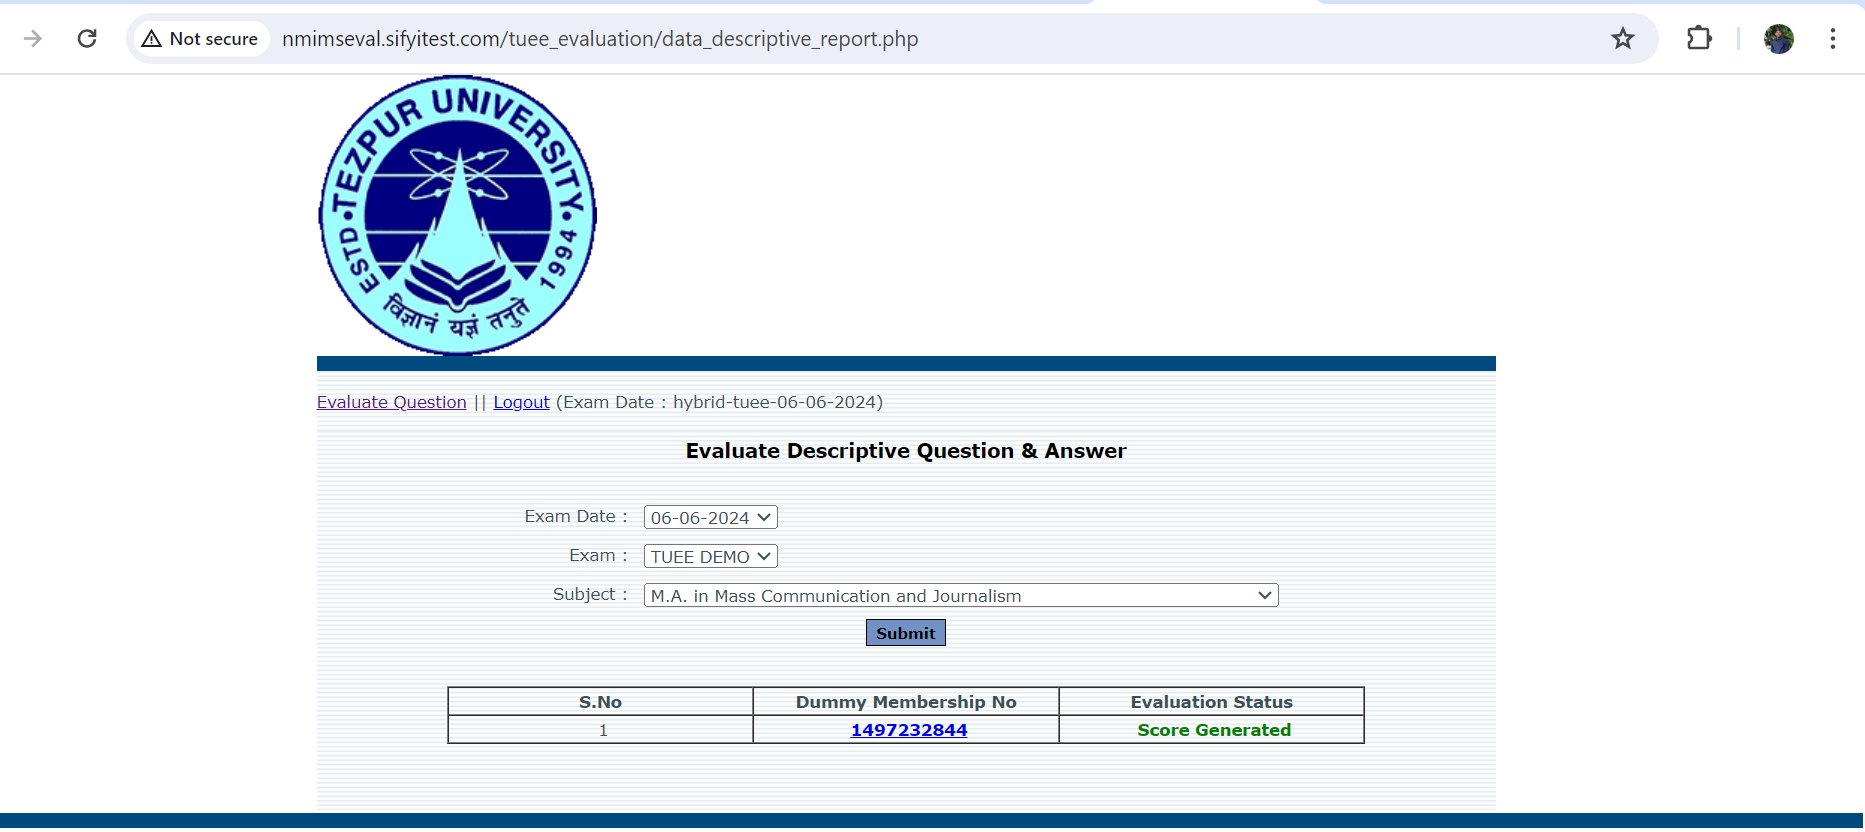 Not secure nmimseval.sifyitest.com/tuee_evaluation/data_descriptive_report.php
ESTD•TEZPUR UNIVERSITY•1994
विज्ञानं यज्ञं तनुते
Evaluate Question || Logout (Exam Date : hybrid-tuee-06-06-2024)
Evaluate Descriptive Question & Answer
Exam Date : 06-06-2024
Exam : TUEE DEMO
Subject : M.A. in Mass Communication and Journalism
Submit
S.No Dummy Membership No Evaluation Status
1 1497232844 Score Generated